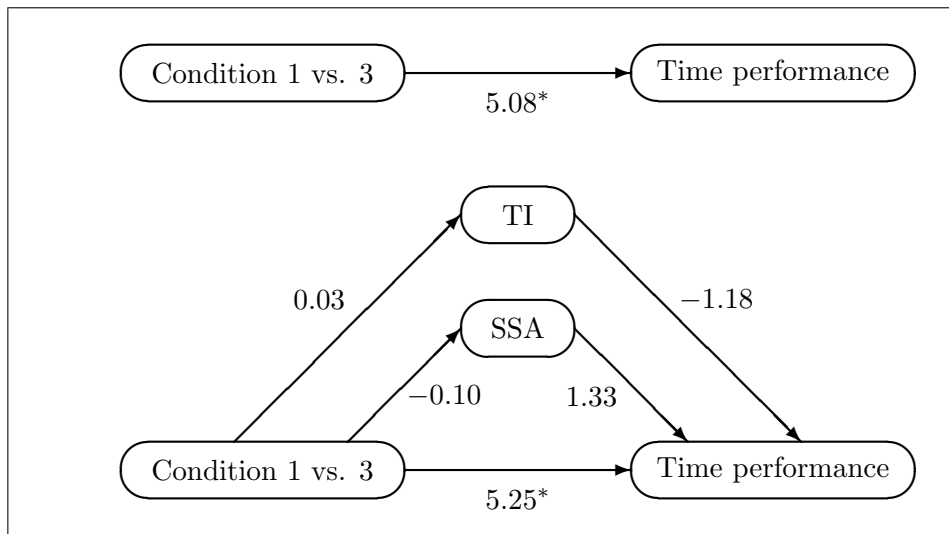 Condition 1 vs. 3
Time performance
5.08*
TI
0.03
−1.18
SSA
−0.10
1.33
Condition 1 vs. 3
Time performance
5.25*